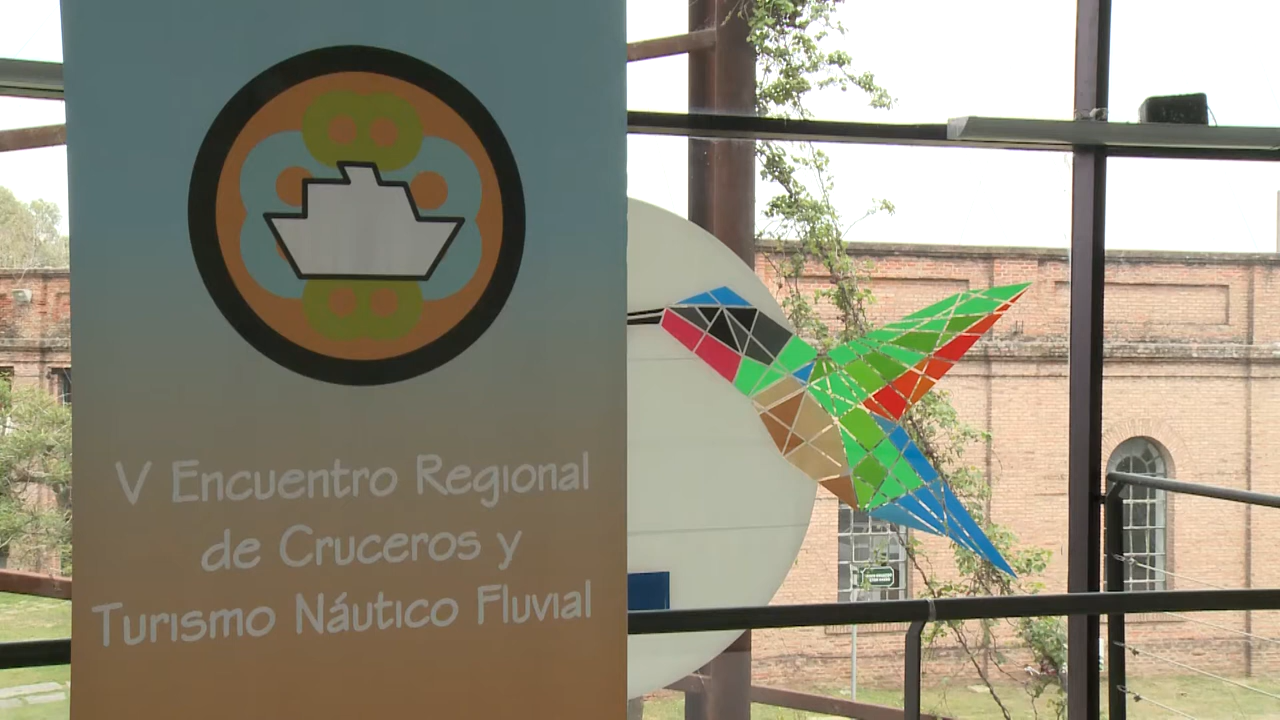 V Encuentro Regional
de Cruceros y
Turismo Náutico Fluvial